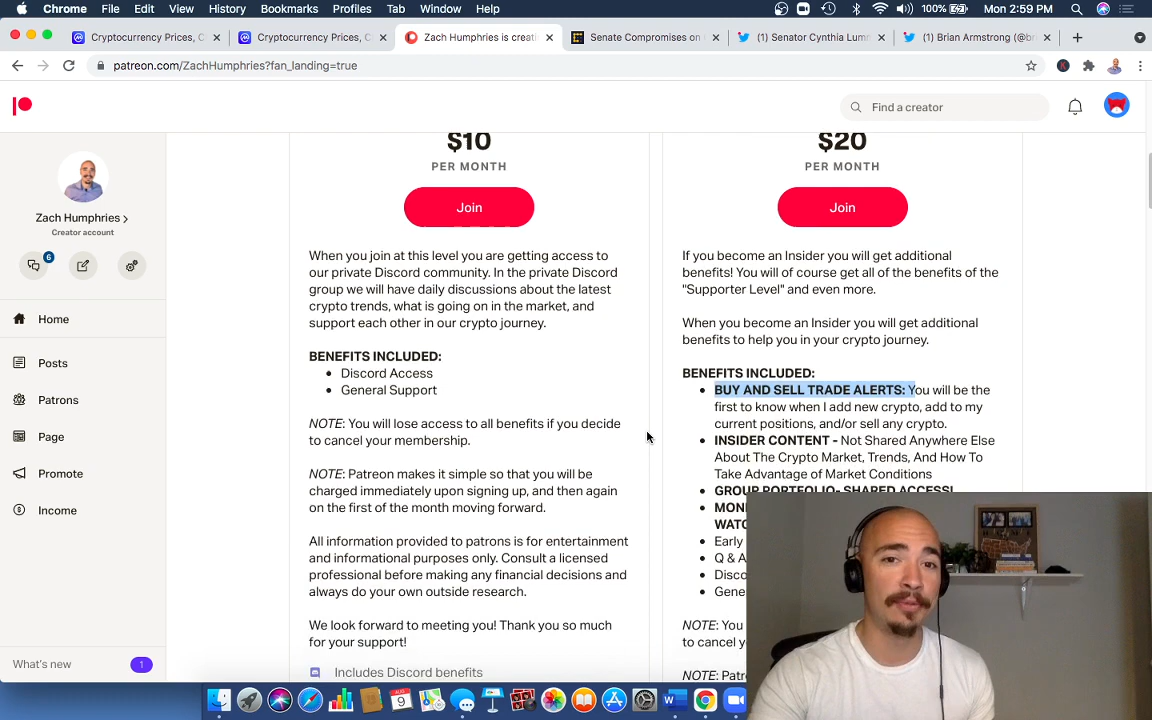 Chrome File Edit View History Bookmarks Profiles Tab Window Help 100% Mon 2:59 PM
Cryptocurrency Prices, C × Cryptocurrency Prices, C × Zach Humphries is creati × Senate Compromises on × (1) Senator Cynthia Lum × (1) Brian Armstrong (@br ×
patreon.com/ZachHumphries?fan_landing=true
Find a creator
Zach Humphries
Creator account
6
Home
Posts
Patrons
Page
Promote
Income
What's new 1
$10
PER MONTH
Join
When you join at this level you are getting access to
our private Discord community. In the private Discord
group we will have daily discussions about the latest
crypto trends, what is going on in the market, and
support each other in our crypto journey.
BENEFITS INCLUDED:
• Discord Access
• General Support
NOTE: You will lose access to all benefits if you decide
to cancel your membership.
NOTE: Patreon makes it simple so that you will be
charged immediately upon signing up, and then again
on the first of the month moving forward.
All information provided to patrons is for entertainment
and informational purposes only. Consult a licensed
professional before making any financial decisions and
always do your own outside research.
We look forward to meeting you! Thank you so much
for your support!
Includes Discord benefits
$20
PER MONTH
Join
If you become an Insider you will get additional
benefits! You will of course get all of the benefits of the
"Supporter Level" and even more.
When you become an Insider you will get additional
benefits to help you in your crypto journey.
BENEFITS INCLUDED:
• BUY AND SELL TRADE ALERTS: You will be the
first to know when I add new crypto, add to my
current positions, and/or sell any crypto.
• INSIDER CONTENT - Not Shared Anywhere Else
About The Crypto Market, Trends, And How To
Take Advantage of Market Conditions
• GROUP PORTFOLIO- SHARED ACCESS!
• MON
WATC
• Early
• Q & A
• Disco
• Gene
NOTE: You
to cancel y
NOTE: Patr
AUG
9